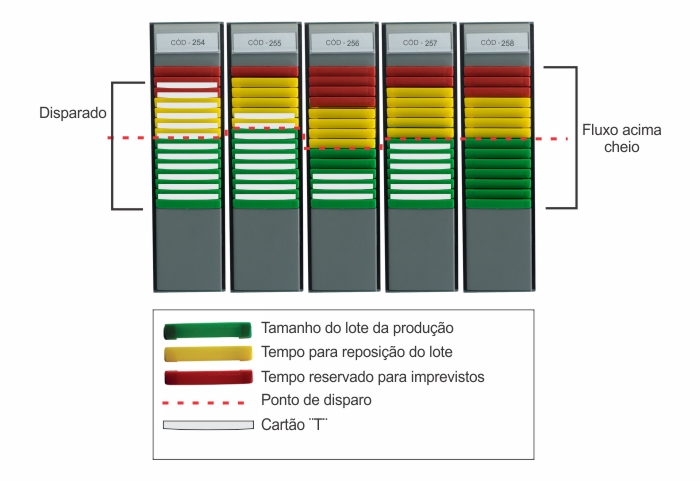 CÓD - 254
CÓD - 255
CÓD - 256
CÓD - 257
CÓD - 258
Disparado
Fluxo acima
cheio
Tamanho do lote da produção
Tempo para reposição do lote
Tempo reservado para imprevistos
Ponto de disparo
Cartão ¨T¨